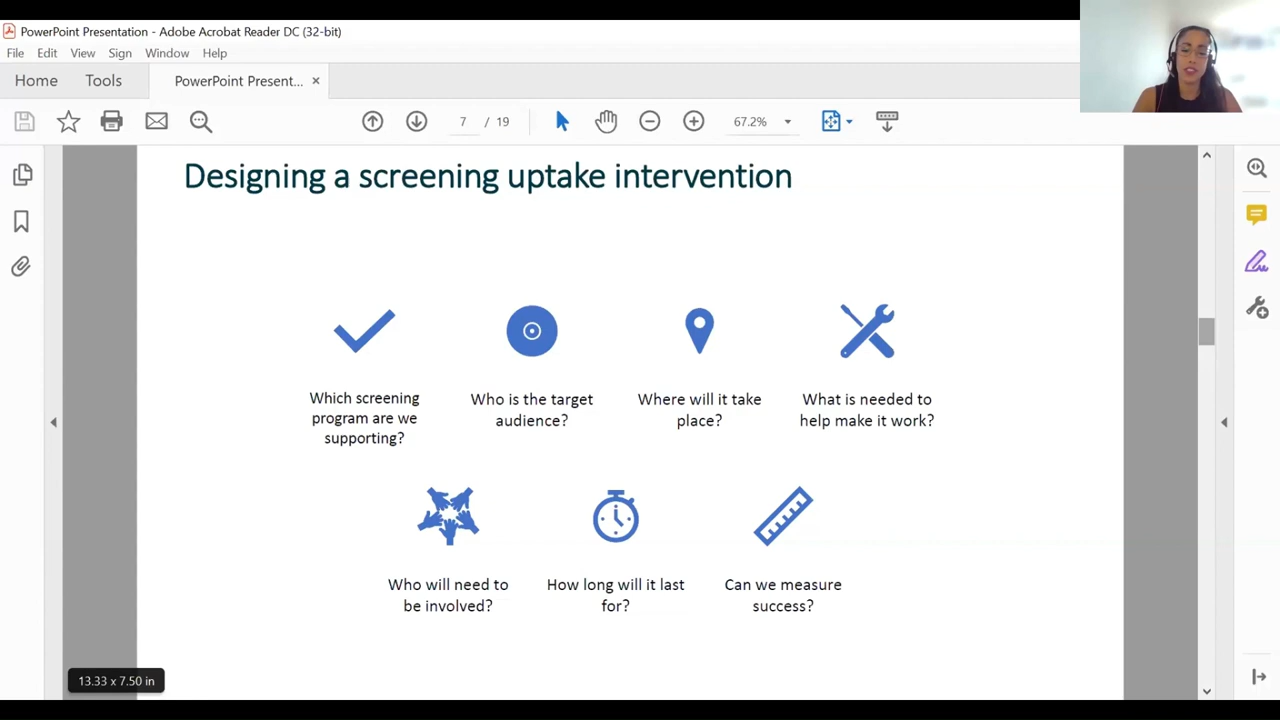 PowerPoint Presentation - Adobe Acrobat Reader DC (32-bit)
File Edit View Sign Window Help
Home Tools PowerPoint Present... ×
7 / 19 67.2%
Designing a screening uptake intervention
Which screening
program are we
supporting?
Who is the target
audience?
Where will it take
place?
What is needed to
help make it work?
Who will need to
be involved?
How long will it last
for?
Can we measure
success?
13.33 x 7.50 in